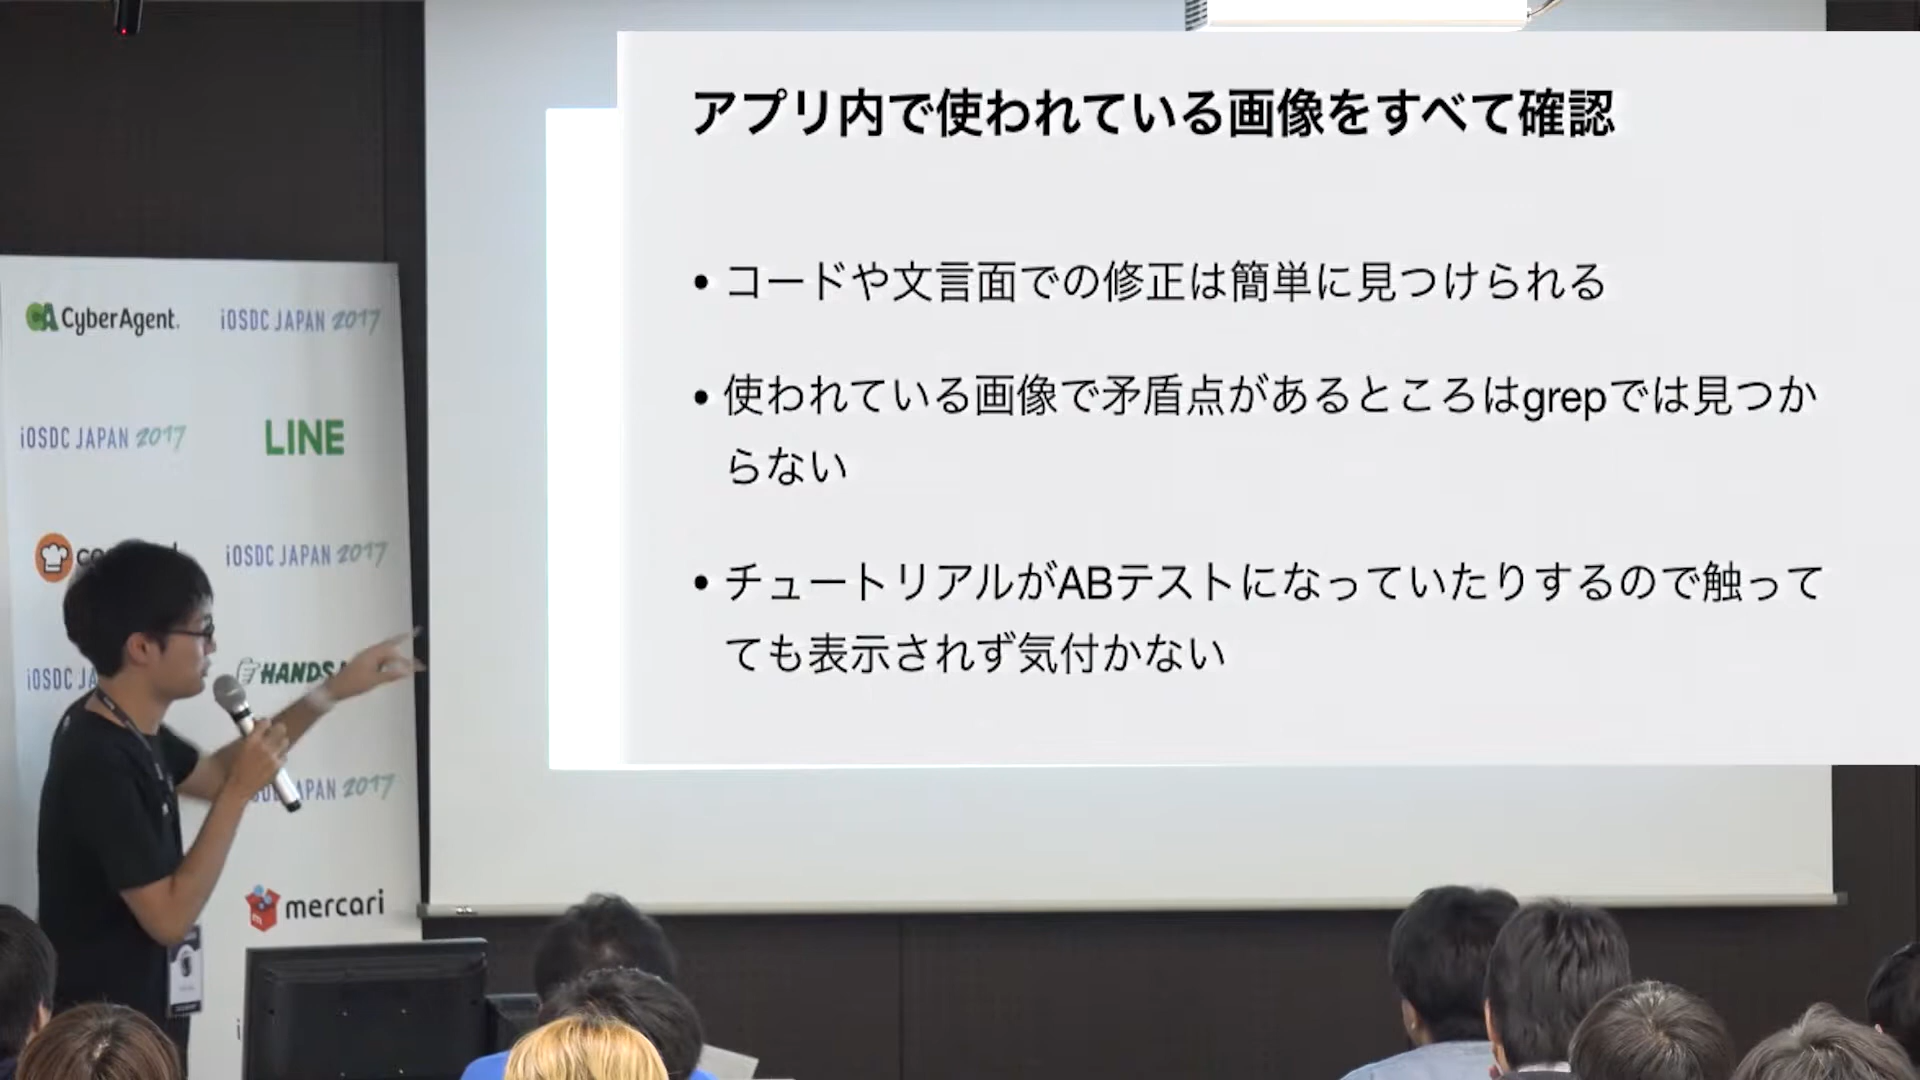 アプリ内で使われている画像をすべて確認
• コードや文言面での修正は簡単に見つけられる
• 使われている画像で矛盾点があるところはgrepでは見つか
らない
• チュートリアルがABテストになっていたりするので触って
ても表示されず気付かない
CyberAgent.
iOSDC JAPAN 2017
iOSDC JAPAN 2017
LINE
iOSDC JAPAN 2017
iOSDC
HANDS
JAPAN 2017
mercari